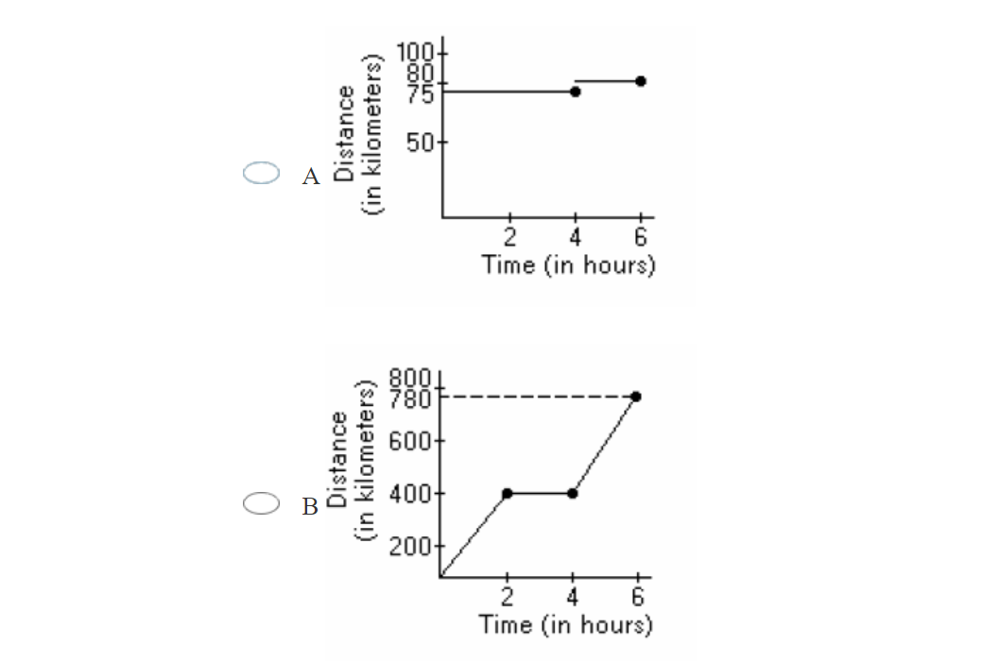 100
80
75
50
Distance
(in kilometers)
A
2 4 6
Time (in hours)
800
780
600
400
200
Distance
(in kilometers)
B
2 4 6
Time (in hours)